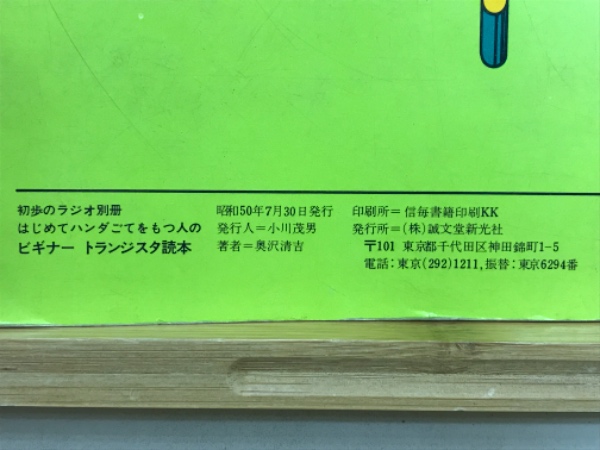 初歩のラジオ別冊
はじめてハンダごてをもつ人の
ビギナー トランジスタ読本
昭和50年7月30日発行
発行人=小川茂男
著者=奥沢清吉
印刷所=信毎書籍印刷KK
発行所=(株)誠文堂新光社
〒101 東京都千代田区神田錦町1-5
電話:東京(292)1211,振替:東京6294番